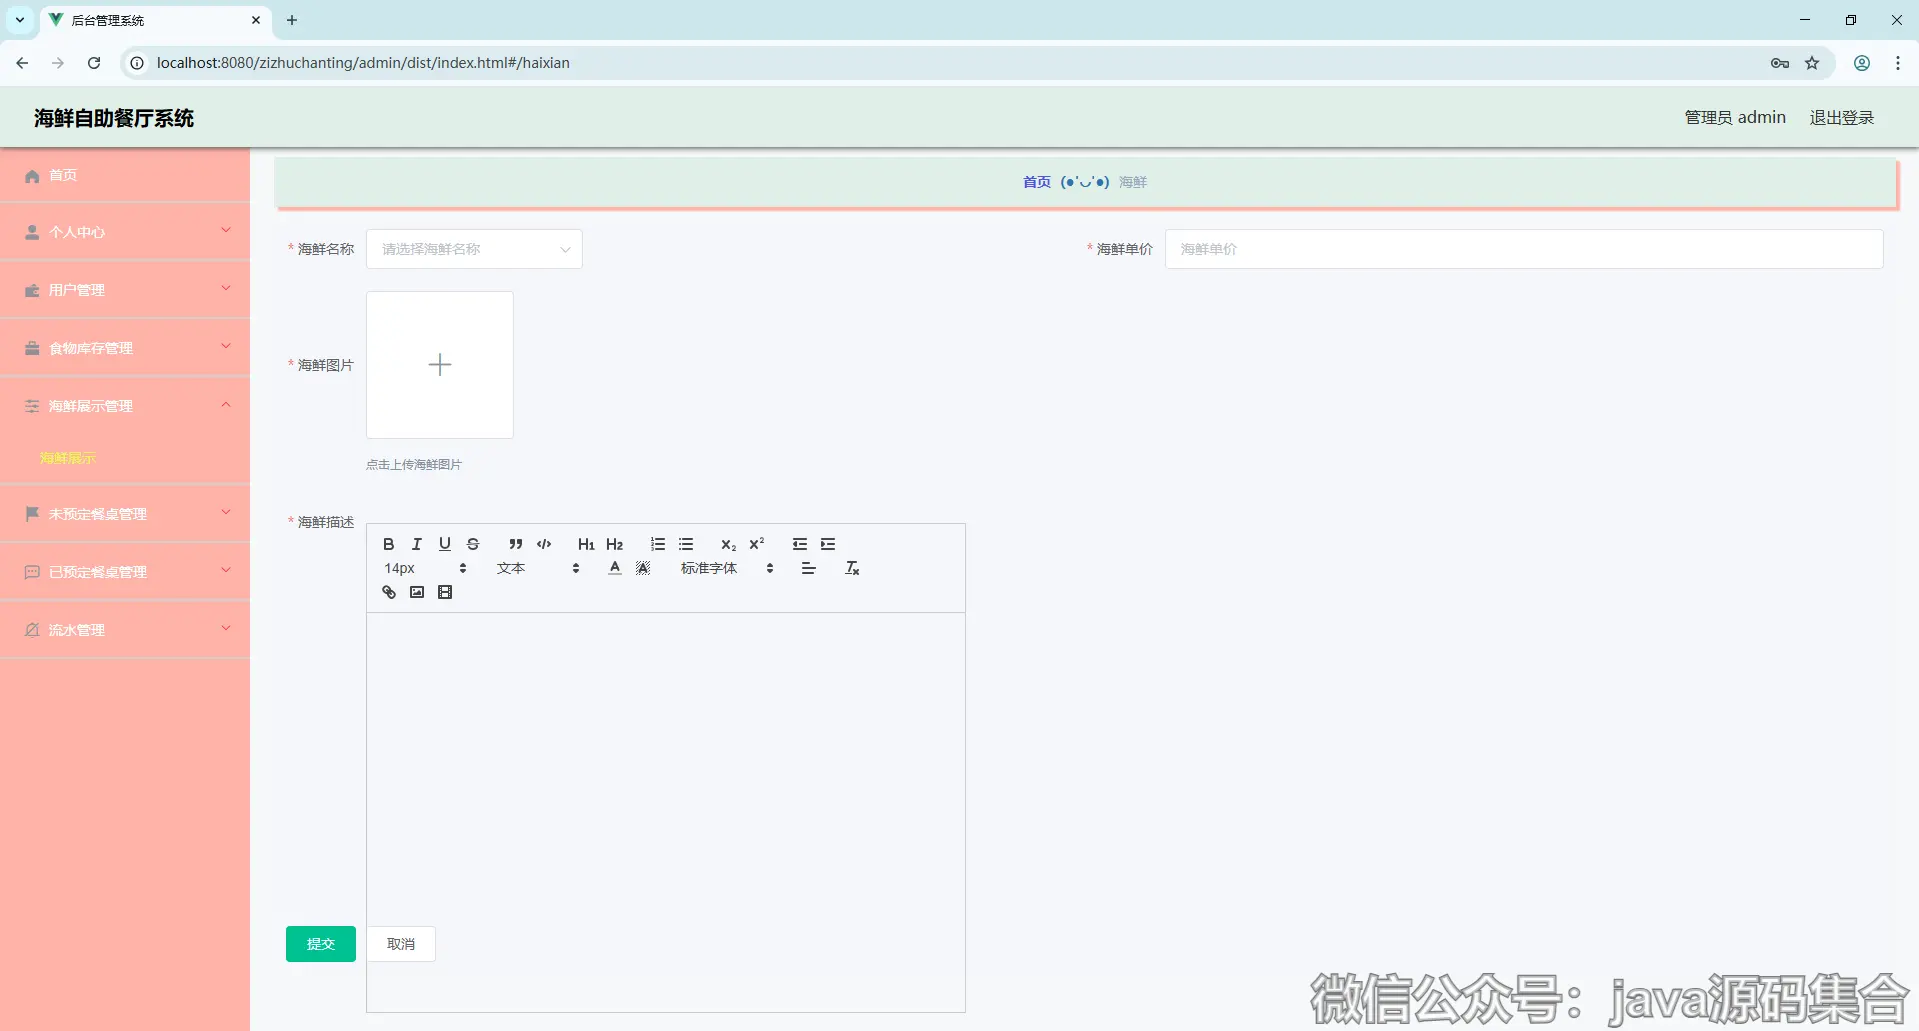 后台管理系统
localhost:8080/zizhuchanting/admin/dist/index.html#/haixian
海鲜自助餐厅系统
管理员 admin
退出登录
首页
个人中心
用户管理
食物库存管理
海鲜展示管理
海鲜展示
未预定餐桌管理
已预定餐桌管理
流水管理
首页 (●'◡'●) 海鲜
* 海鲜名称 请选择海鲜名称
* 海鲜单价 海鲜单价
* 海鲜图片
点击上传海鲜图片
* 海鲜描述
B I U S ” </> H1 H2 X2 X2
14px 文本 A A 标准字体 Tx
提交 取消
微信公众号：java源码集合